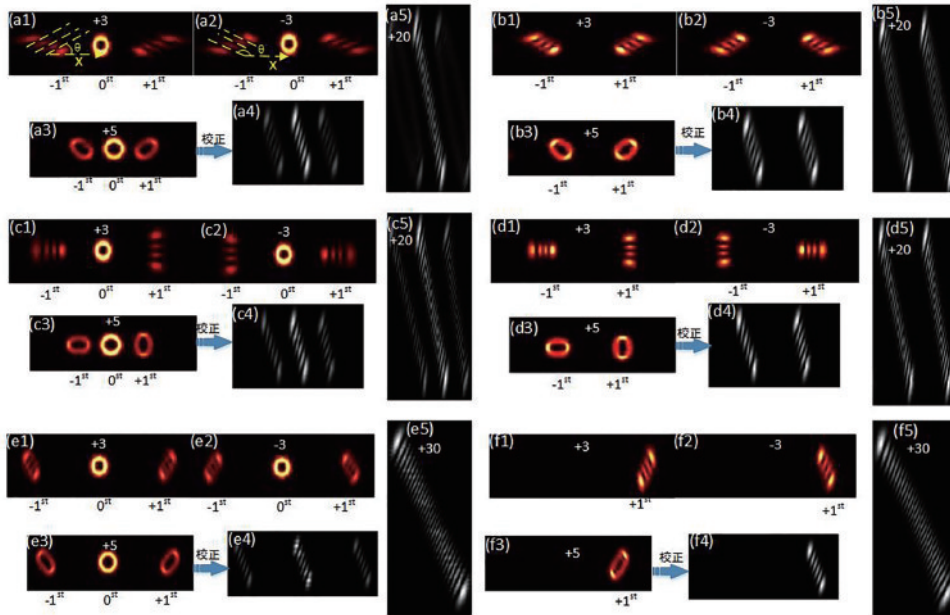 (a1) +3 (a2) -3 (a5) +20
θ X θ X
-1st 0st +1st -1st 0st +1st
(a3) +5 校正 (a4)
-1st 0st +1st
(b1) +3 (b2) -3 (b5) +20
-1st +1st -1st +1st
(b3) +5 校正 (b4)
-1st +1st
(c1) +3 (c2) -3 (c5) +20
-1st 0st +1st -1st 0st +1st
(c3) +5 校正 (c4)
-1st 0st +1st
(d1) +3 (d2) -3 (d5) +20
-1st +1st -1st +1st
(d3) +5 校正 (d4)
-1st +1st
(e1) +3 (e2) -3 (e5) +30
-1st 0st +1st -1st 0st +1st
(e3) +5 校正 (e4)
-1st 0st +1st
(f1) +3 (f2) -3 (f5) +30
+1st +1st
(f3) +5 校正 (f4)
+1st